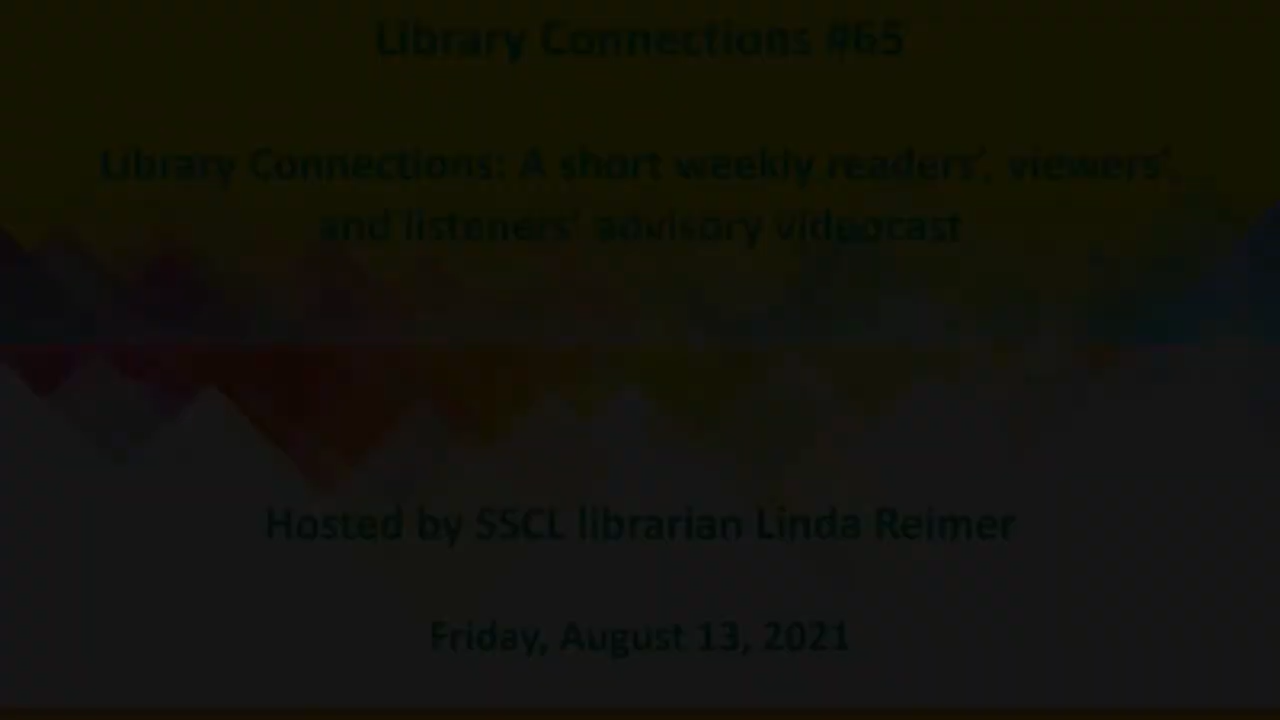 Library Connections #65
Library Connections: A short weekly readers’, viewers’,
and listeners’ advisory videocast
Hosted by SSCL librarian Linda Reimer
Friday, August 13, 2021